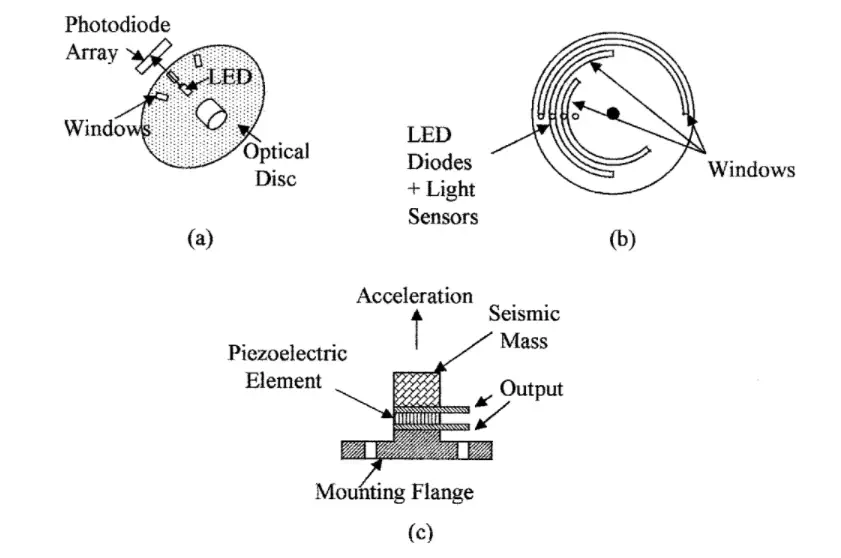 Photodiode
Array
LED
Windows
Optical
Disc
(a)
LED
Diodes
+ Light
Sensors
Windows
(b)
Acceleration
Seismic
Mass
Piezoelectric
Element
Output
Mounting Flange
(c)